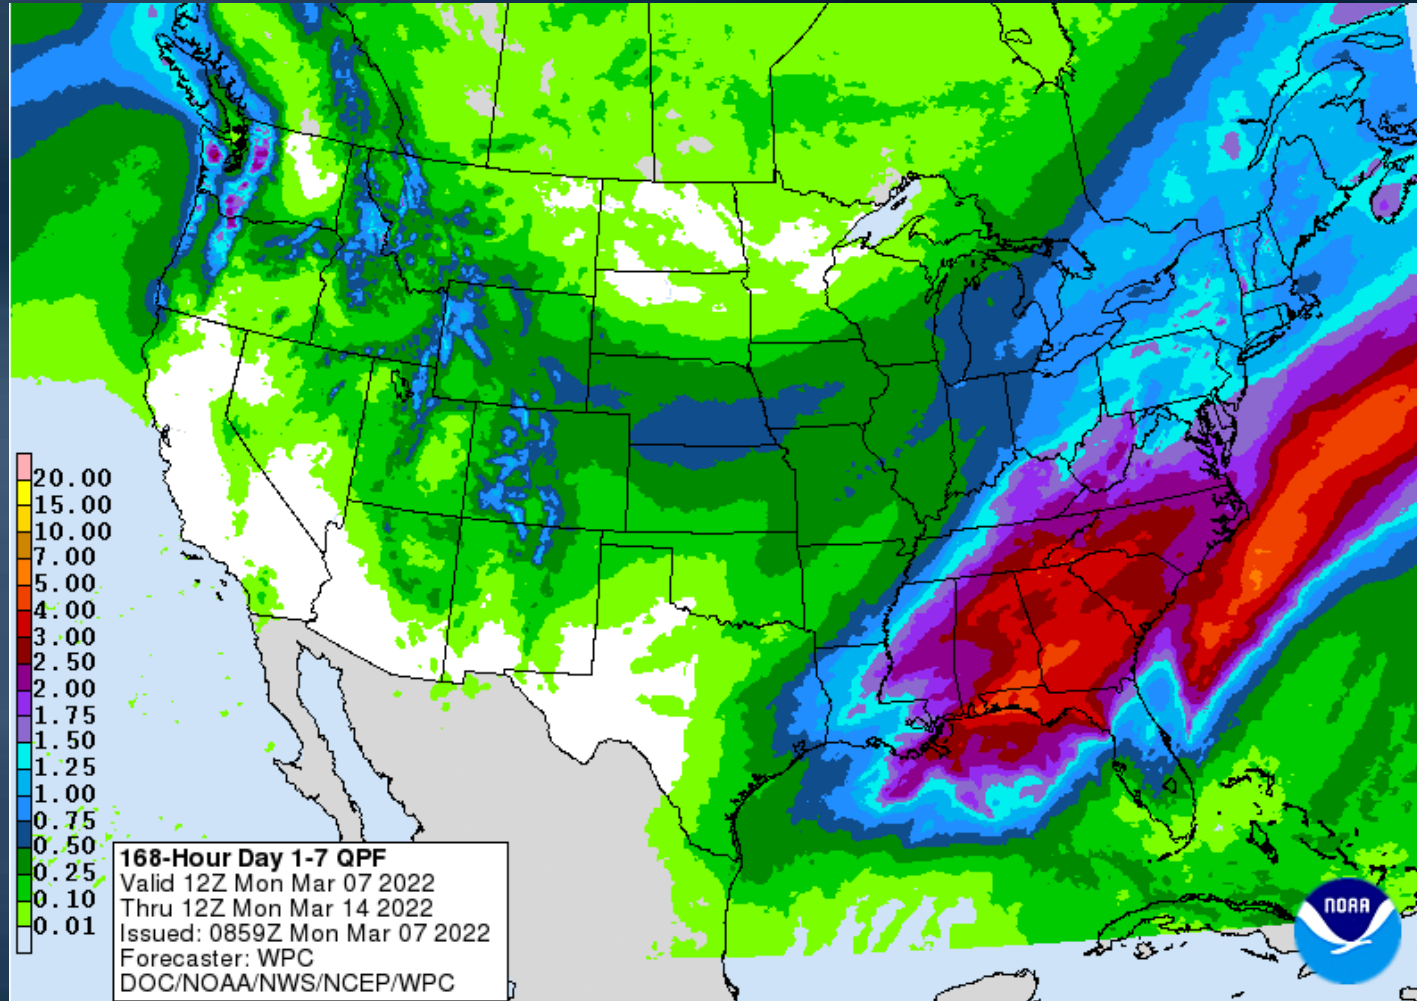 20.00
15.00
10.00
7.00
5.00
4.00
3.00
2.50
2.00
1.75
1.50
1.25
1.00
0.75
0.50
0.25
0.10
0.01
168-Hour Day 1-7 QPF
Valid 12Z Mon Mar 07 2022
Thru 12Z Mon Mar 14 2022
Issued: 0859Z Mon Mar 07 2022
Forecaster: WPC
DOC/NOAA/NWS/NCEP/WPC
NOAA